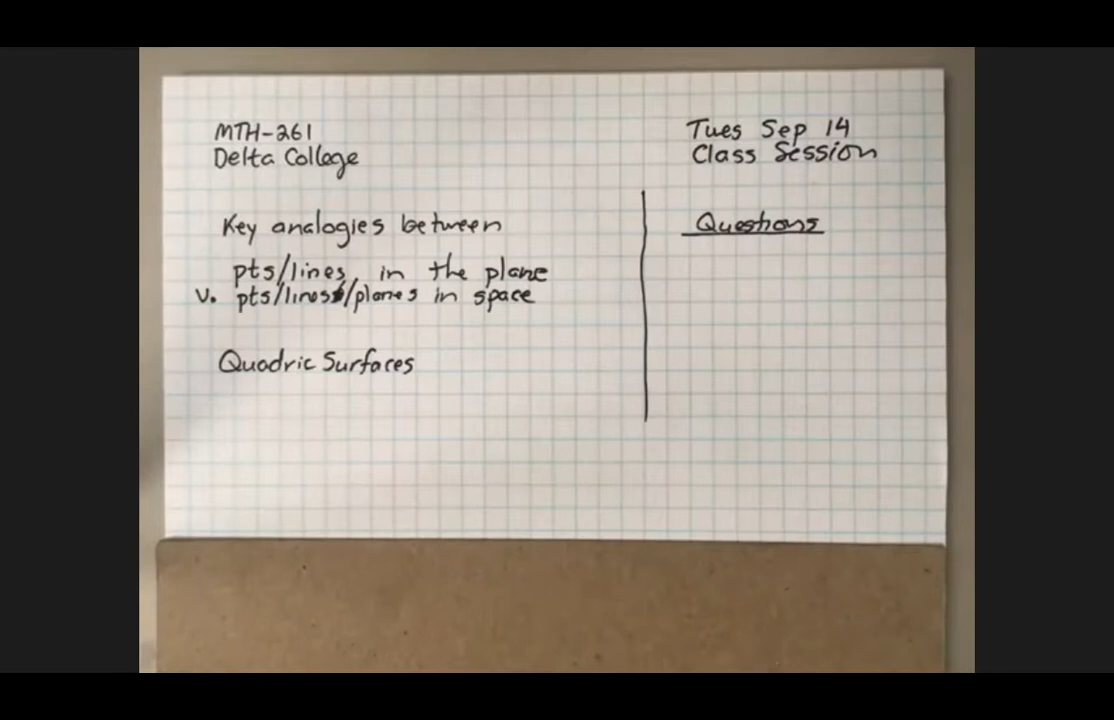 MTH-261
Delta College
Tues Sep 14
Class Session
Key analogies between
pts/lines in the plane
v. pts/lines/planes in space
Quadric Surfaces
Questions